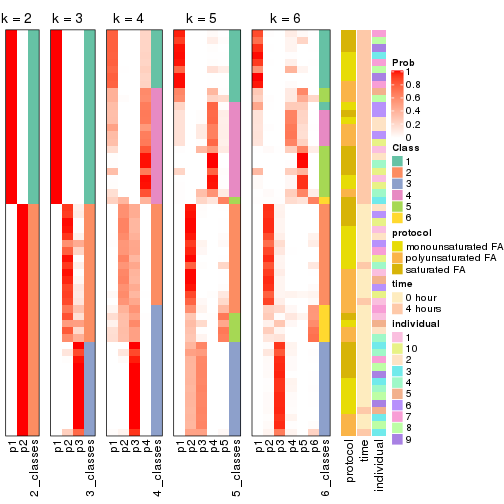 k = 2
k = 3
k = 4
k = 5
k = 6
p1
p2
2_classes
p1
p2
p3
3_classes
p1
p2
p3
p4
4_classes
p1
p2
p3
p4
p5
5_classes
p1
p2
p3
p4
p5
p6
6_classes
protocol
time
individual
Prob
1
0.8
0.6
0.4
0.2
0
Class
1
2
3
4
5
6
protocol
monounsaturated FA
polyunsaturated FA
saturated FA
time
0 hour
4 hours
individual
1
10
2
3
4
5
6
7
8
9